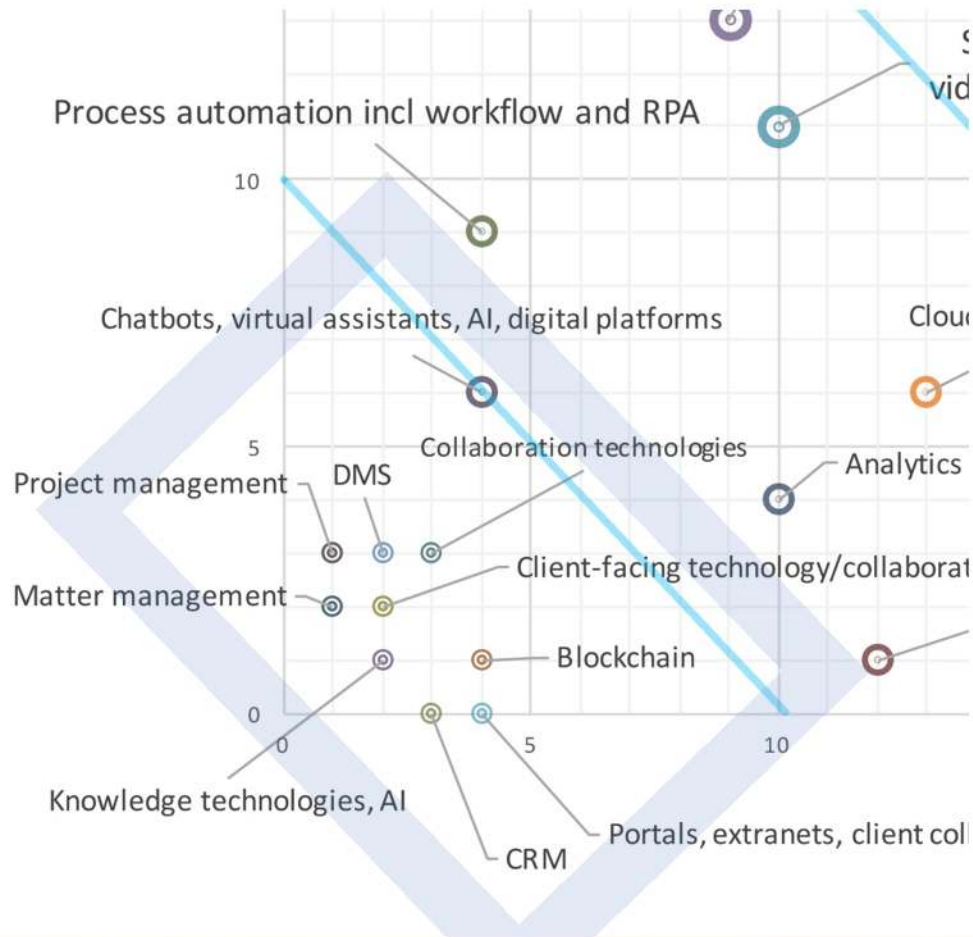 S
vid
Process automation incl workflow and RPA
10
Chatbots, virtual assistants, AI, digital platforms
Cloud
5
Collaboration technologies
Analytics
Project management
DMS
Client-facing technology/collaborat
Matter management
Blockchain
0
0
5
10
Knowledge technologies, AI
Portals, extranets, client coll
CRM